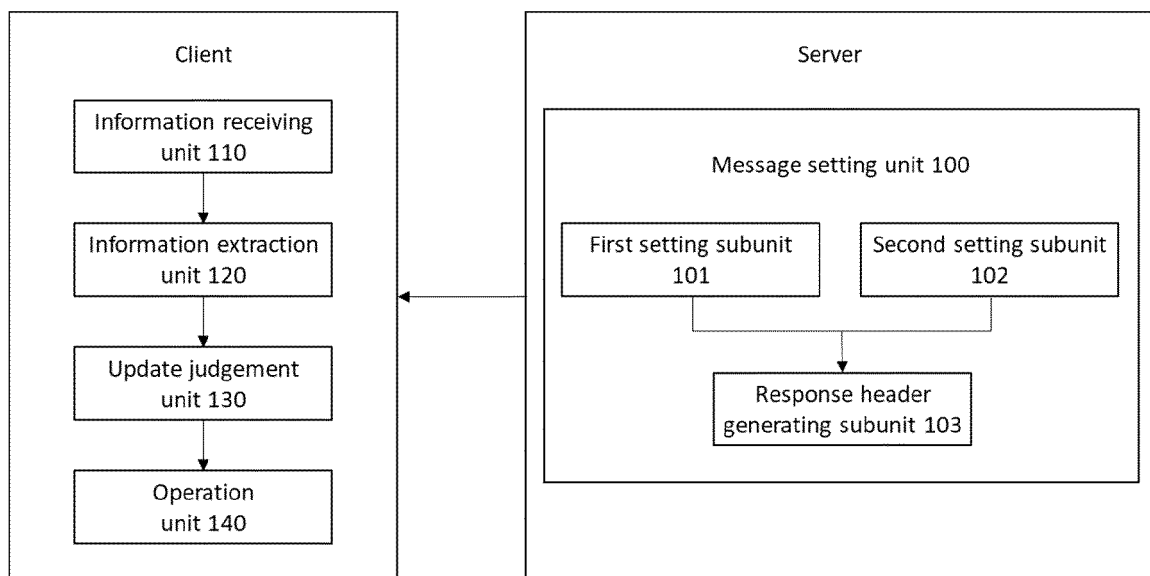 Client
Information receiving
unit 110
Information extraction
unit 120
Update judgement
unit 130
Operation
unit 140
Server
Message setting unit 100
First setting subunit
101
Second setting subunit
102
Response header
generating subunit 103